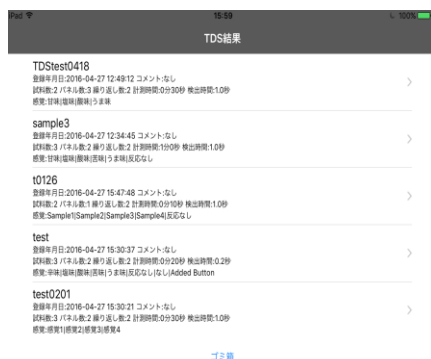 iPad 15:59 100%
TDS結果
TDStest0418
登録年月日:2016-04-27 12:49:12 コメント:なし
試料数:2 パネル数:3 繰り返し数:2 計測時間:0分30秒 検出時間:1.0秒
感覚:甘味|塩味|酸味|うま味
sample3
登録年月日:2016-04-27 12:34:45 コメント:なし
試料数:3 パネル数:2 繰り返し数:2 計測時間:1分0秒 検出時間:1.0秒
感覚:甘味|塩味|酸味|苦味|うま味|反応なし
t0126
登録年月日:2016-04-27 15:47:48 コメント:なし
試料数:2 パネル数:1 繰り返し数:2 計測時間:0分10秒 検出時間:1.0秒
感覚:Sample1|Sample2|Sample3|Sample4|反応なし
test
登録年月日:2016-04-27 15:30:37 コメント:なし
試料数:3 パネル数:2 繰り返し数:2 計測時間:0分20秒 検出時間:0.2秒
感覚:辛味|塩味|酸味|苦味|うま味|反応なし|なし|Added Button
test0201
登録年月日:2016-04-27 15:30:21 コメント:なし
試料数:3 パネル数:2 繰り返し数:2 計測時間:0分30秒 検出時間:1.0秒
感覚:感覚1|感覚2|感覚3|感覚4
ゴミ箱